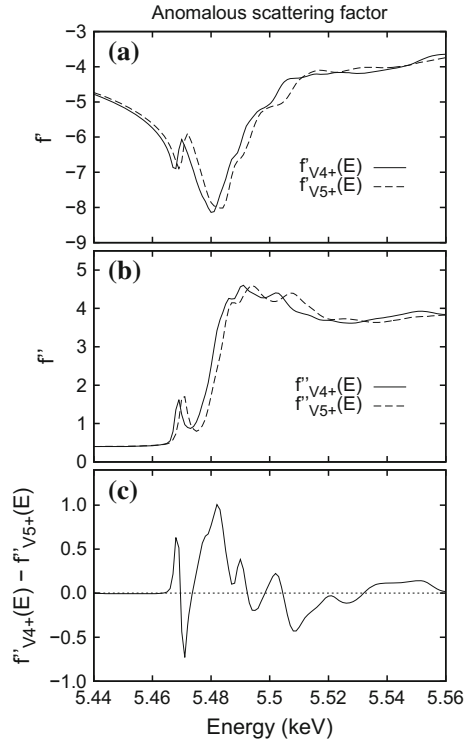 Anomalous scattering factor
(a)
−3
−4
−5
−6
−7
−8
−9
f'
f'V4+(E)
f'V5+(E)
(b)
5
4
3
2
1
0
f''
f''V4+(E)
f''V5+(E)
(c)
1.0
0.5
0.0
−0.5
−1.0
f''V4+(E) − f''V5+(E)
5.44 5.46 5.48 5.5 5.52 5.54 5.56
Energy (keV)